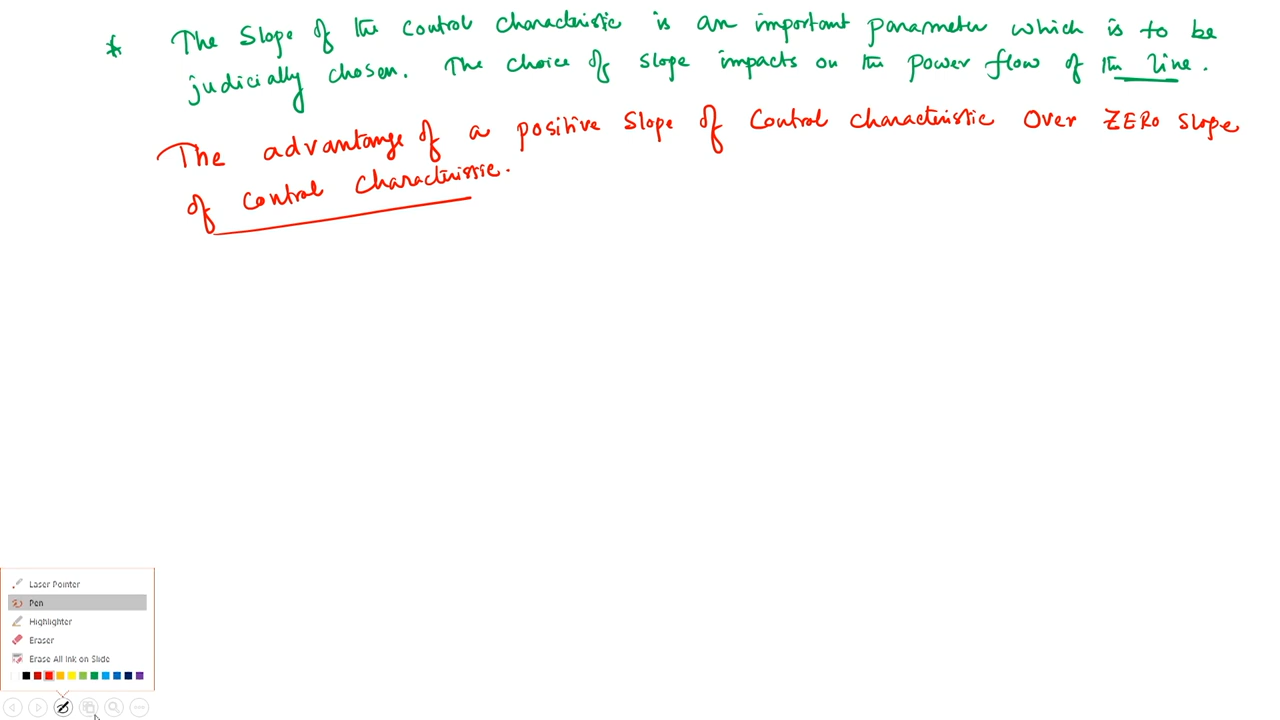 * The Slope of the Control Characteristic is an important parameter which is to be
judicially chosen. The choice of slope impacts on the power flow of the line.
The advantange of a positive Slope of Control characteristic Over ZERO Slope
of Control Characteristic.
Laser Pointer
Pen
Highlighter
Eraser
Erase All Ink on Slide